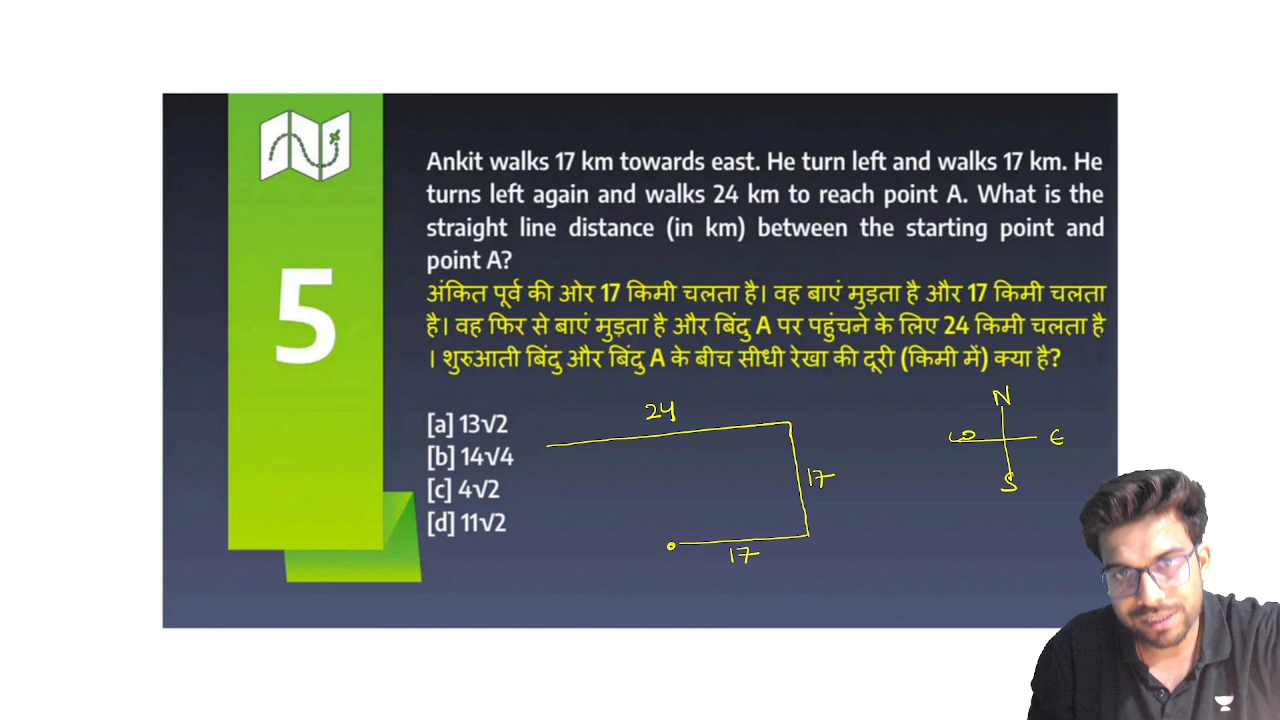 5
Ankit walks 17 km towards east. He turn left and walks 17 km. He
turns left again and walks 24 km to reach point A. What is the
straight line distance (in km) between the starting point and
point A?
अंकित पूर्व की ओर 17 किमी चलता है। वह बाएं मुड़ता है और 17 किमी चलता
है। वह फिर से बाएं मुड़ता है और बिंदु A पर पहुंचने के लिए 24 किमी चलता है
। शुरुआती बिंदु और बिंदु A के बीच सीधी रेखा की दूरी (किमी में) क्या है?
[a] 13√2
[b] 14√4
[c] 4√2
[d] 11√2
24
17
17
N
ω E
S